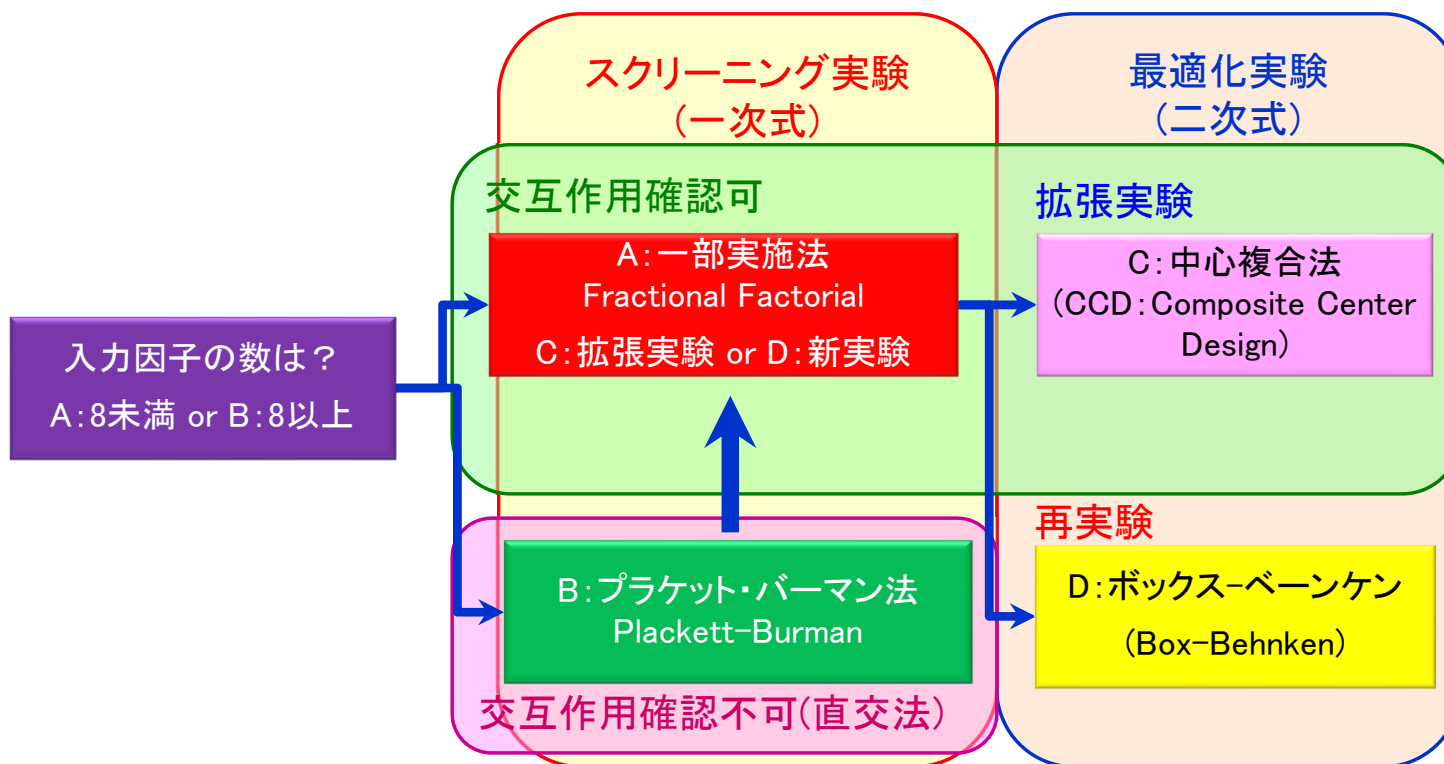 スクリーニング実験
(一次式)
最適化実験
(二次式)
交互作用確認可
拡張実験
A:一部実施法
Fractional Factorial
C:拡張実験 or D:新実験
C:中心複合法
(CCD:Composite Center
Design)
入力因子の数は?
A:8未満 or B:8以上
再実験
B:プラケット・バーマン法
Plackett-Burman
D:ボックス-ベーンケン
(Box-Behnken)
交互作用確認不可(直交法)